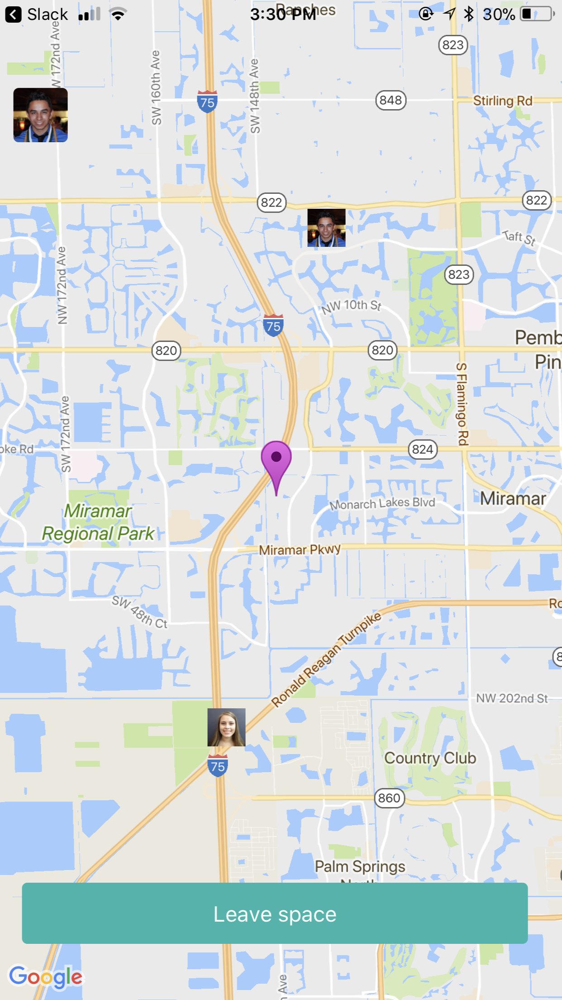 Slack
3:30 PM
30%
Ranches
W 172nd Ave
SW 160th Ave
SW 148th Ave
823
75
848
Stirling Rd
822
822
Taft St
NW 172nd Ave
823
NW 10th St
75
Pemb
Pin
820
820
S Flamingo Rd
SW 172nd Ave
oke Rd
824
Miramar
Regional Park
Monarch Lakes Blvd
Miramar
Miramar Pkwy
SW 48th Ct
Ronald Reagan Turnpike
Ro
8
NW 202nd St
75
Country Club
860
Palm Springs
North
Leave space
Google
Ave